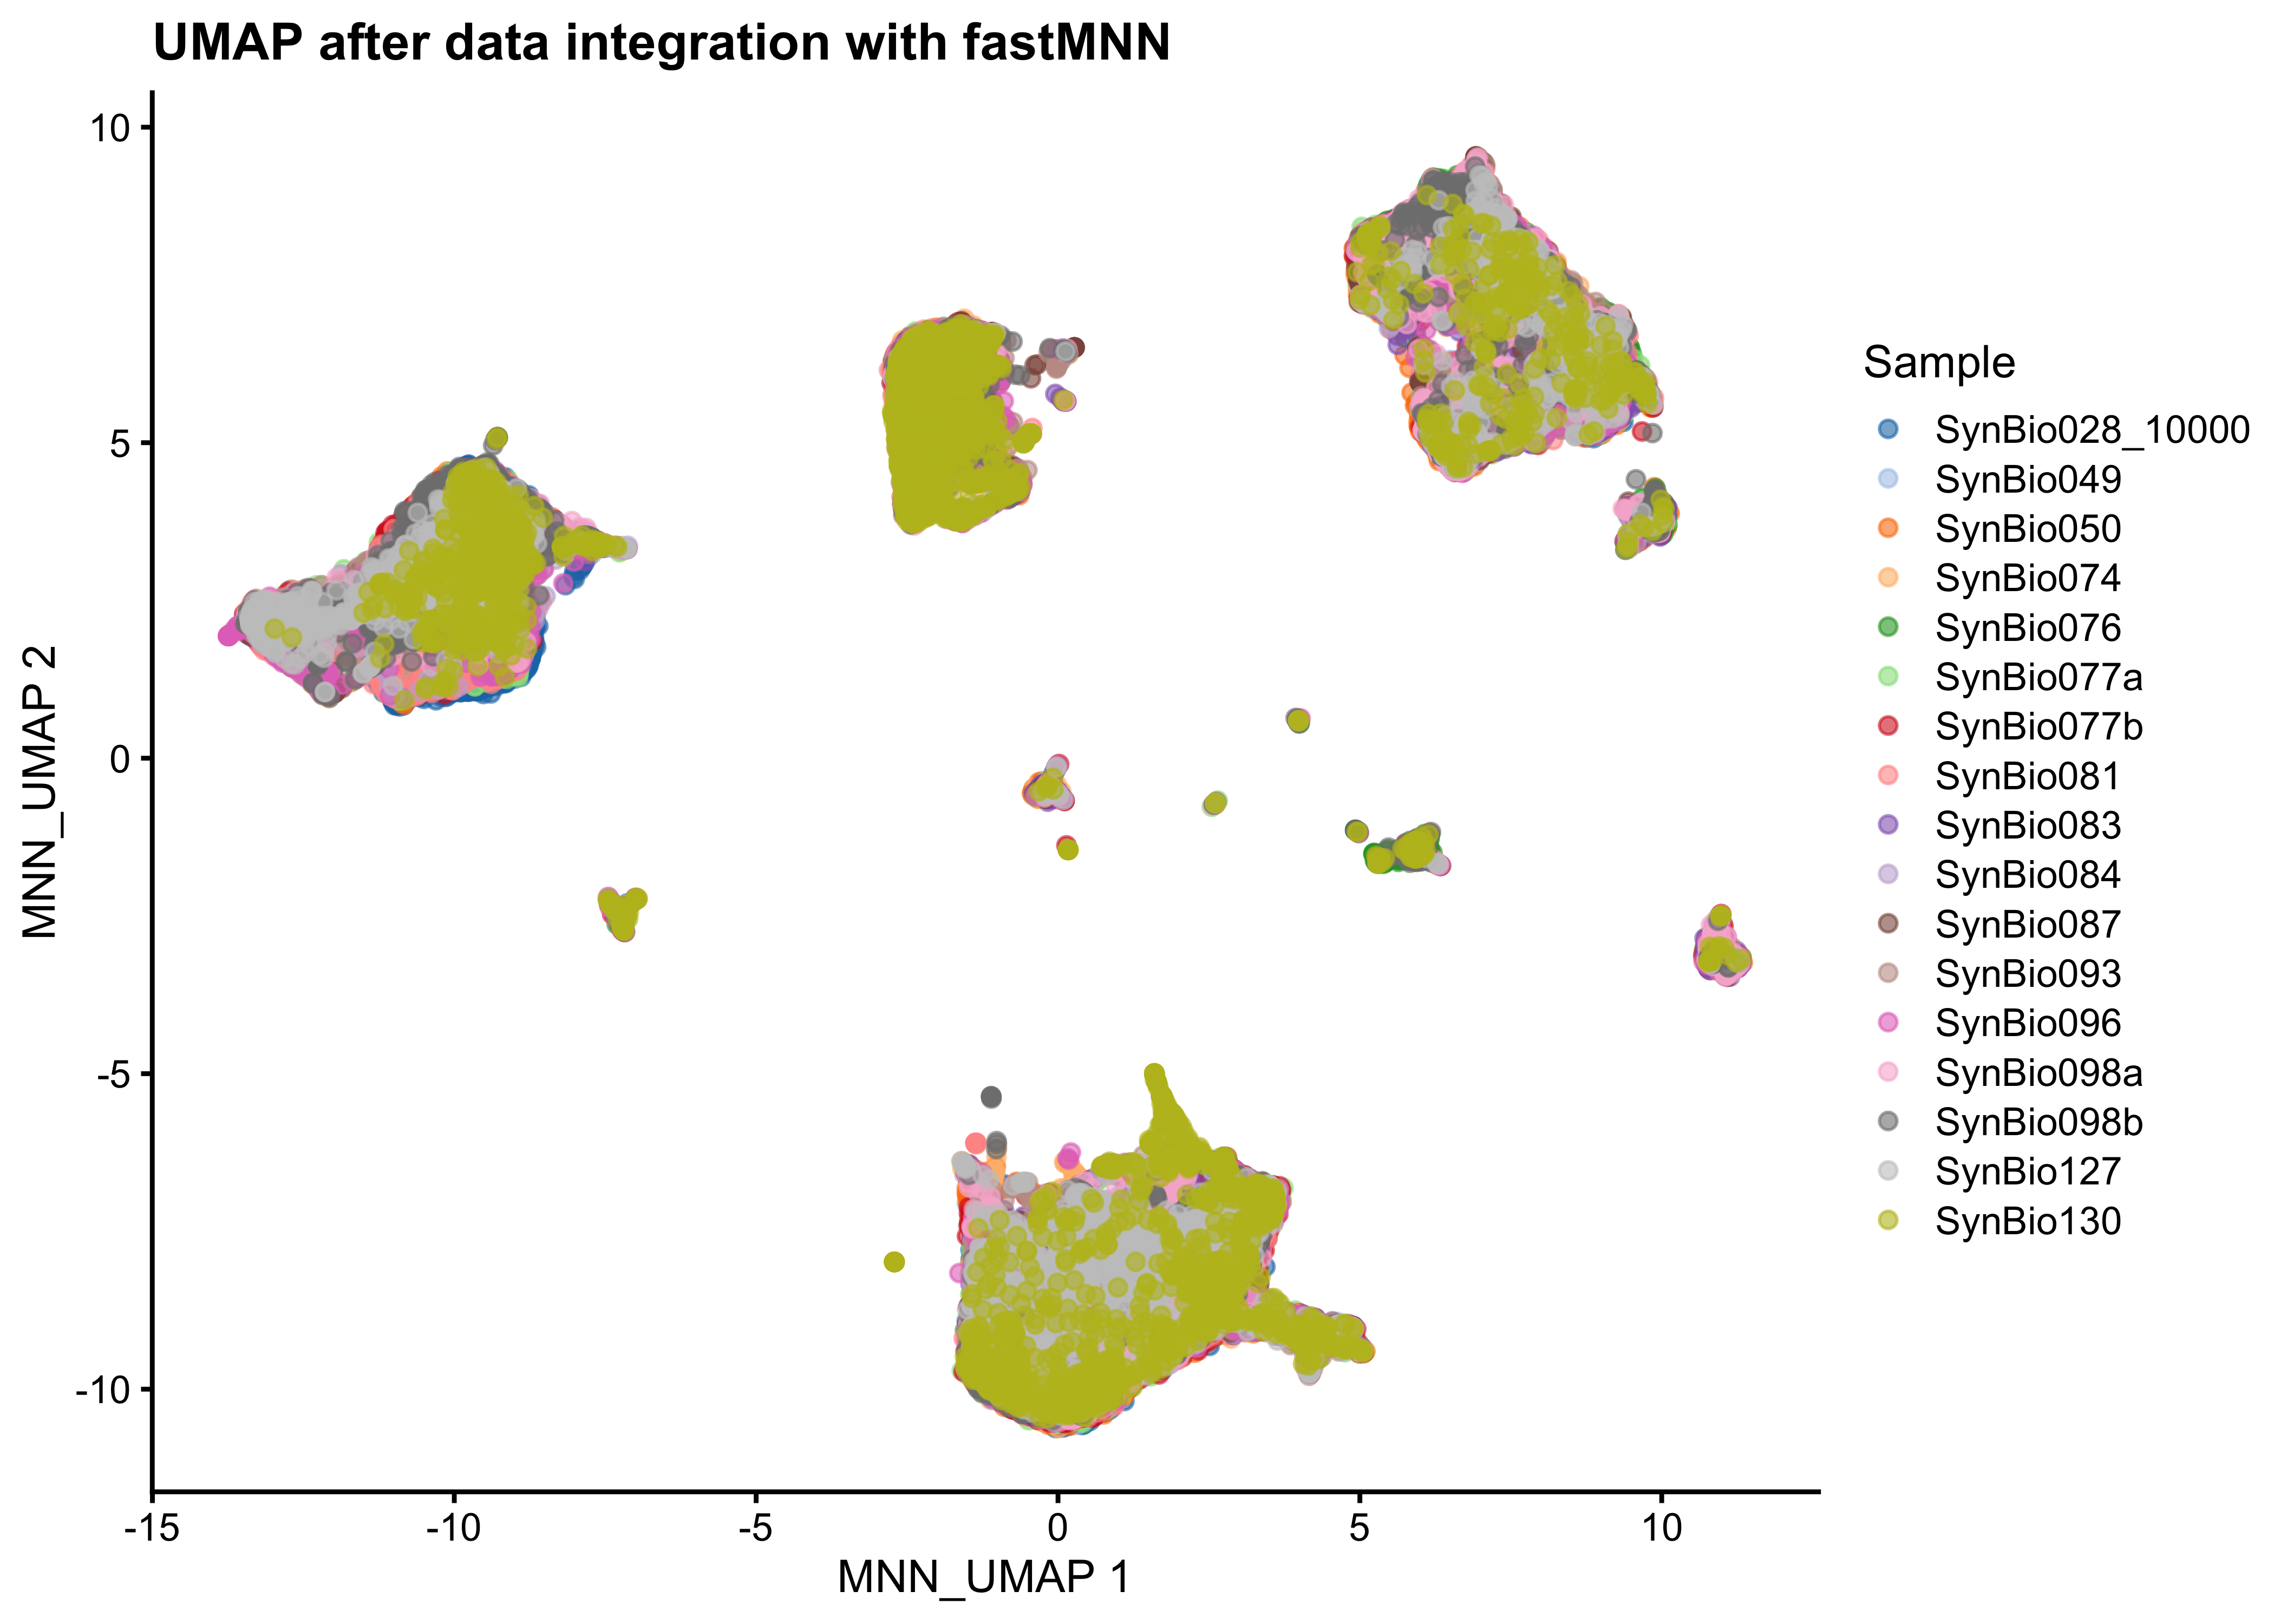 UMAP after data integration with fastMNN
10
5
0
-5
-10
MNN_UMAP 2
-15
-10
-5
0
5
10
MNN_UMAP 1
Sample
SynBio028_10000
SynBio049
SynBio050
SynBio074
SynBio076
SynBio077a
SynBio077b
SynBio081
SynBio083
SynBio084
SynBio087
SynBio093
SynBio096
SynBio098a
SynBio098b
SynBio127
SynBio130